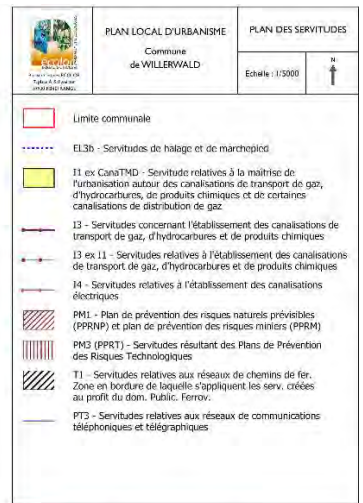 écolor
PLAN LOCAL D'URBANISME
Commune
de WILLERWALD
PLAN DES SERVITUDES
Echelle : 1/5000
N
Limite communale
EL3b - Servitudes de halage et de marchepied
I1 ex CanaTMD - Servitude relatives à la maitrise de
l'urbanisation autour des canalisations de transport de gaz,
d'hydrocarbures, de produits chimiques et de certaines
canalisations de distribution de gaz
I3 - Servitudes concernant l'établissement des canalisations de
transport de gaz, d'hydrocarbures et de produits chimiques
I3 ex I1 - Servitudes relatives à l'établissement des canalisations
de transport de gaz, d'hydrocarbures et de produits chimiques
I4 - Servitudes relatives à l'établissement des canalisations
électriques
PM1 - Plan de prévention des risques naturels prévisibles
(PPRNP) et plan de prévention des risques miniers (PPRM)
PM3 (PPRT) - Servitudes résultant des Plans de Prévention
des Risques Technologiques
T1 - Servitudes relatives aux réseaux de chemins de fer.
Zone en bordure de laquelle s'appliquent les serv. créées
au profit du dom. Public. Ferrov.
PT3 - Servitudes relatives aux réseaux de communications
téléphoniques et télégraphiques